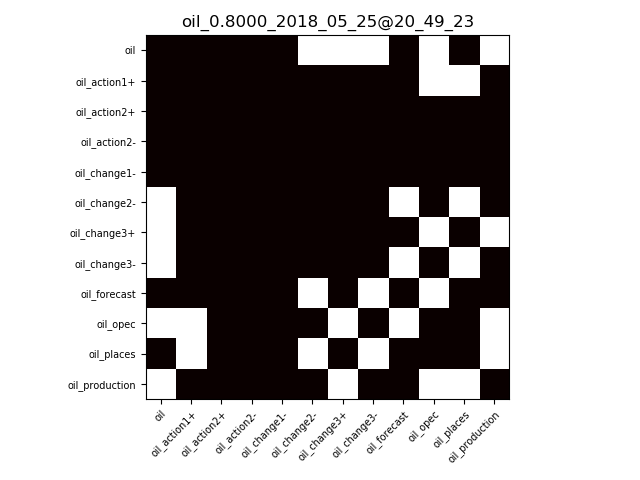 oil_0.8000_2018_05_25@20_49_23
oil
oil_action1+
oil_action2+
oil_action2-
oil_change1-
oil_change2-
oil_change3+
oil_change3-
oil_forecast
oil_opec
oil_places
oil_production
oil
oil_action1+
oil_action2+
oil_action2-
oil_change1-
oil_change2-
oil_change3+
oil_change3-
oil_forecast
oil_opec
oil_places
oil_production